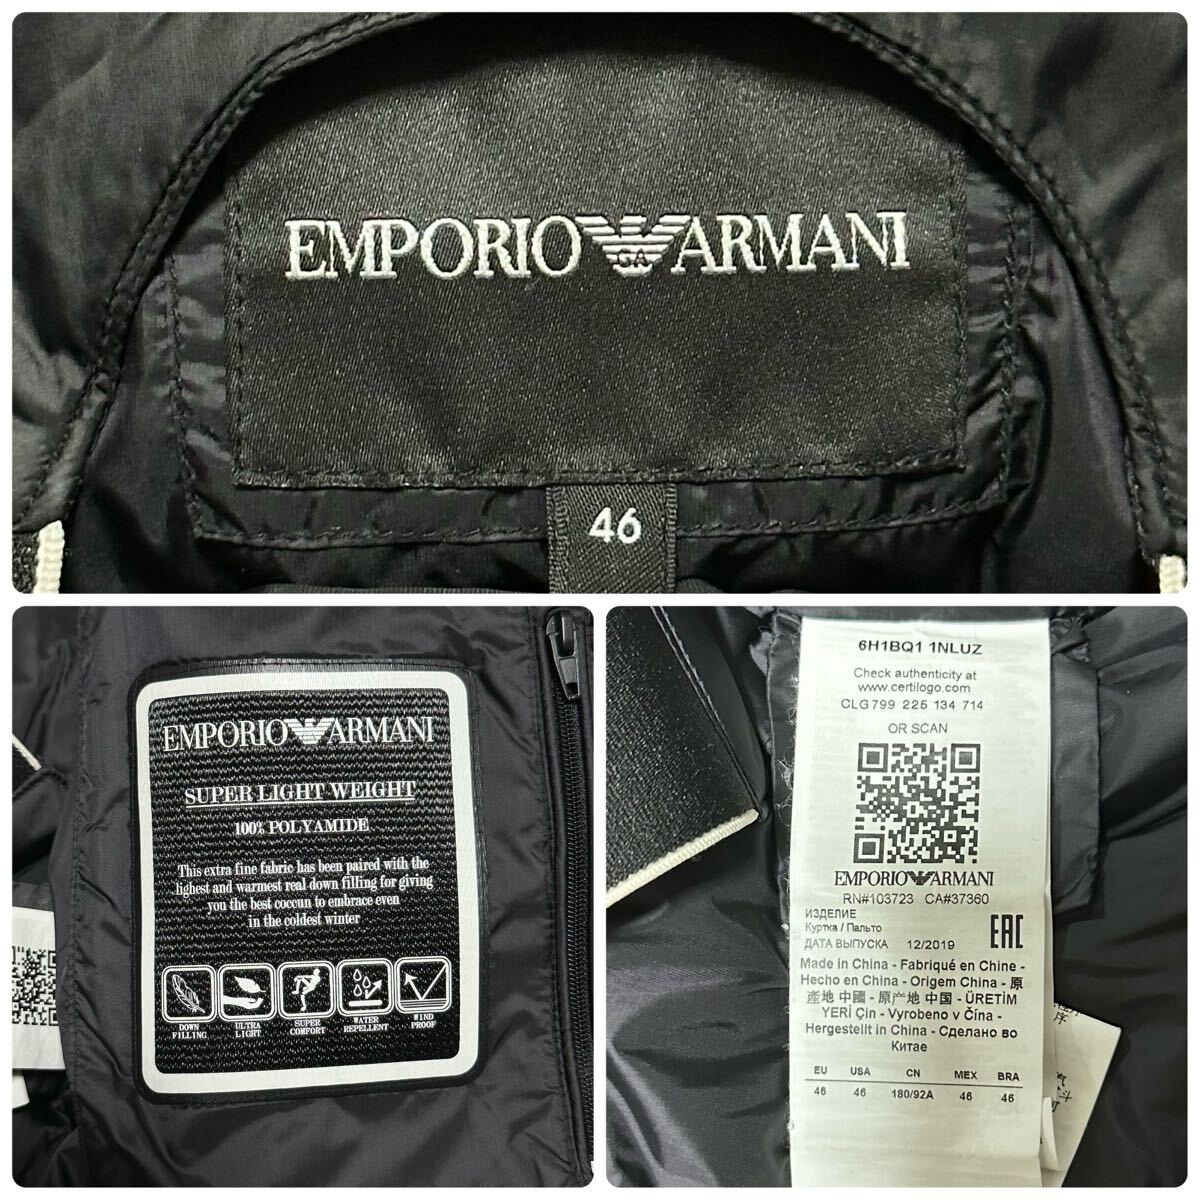 EMPORIO GA ARMANI
46
EMPORIO ARMANI
SUPER LIGHT WEIGHT
100% POLYAMIDE
This extra fine fabric has been paired with the
lighest and warmest real down filling for giving
you the best coccun to embrace even
in the coldest winter
DOWN FILLING
ULTRA LIGHT
SUPER COMFORT
WATER REPELLENT
WIND PROOF
6H1BQ1 1NLUZ
Check authenticity at
www.certilogo.com
CLG 799 225 134 714
OR SCAN
EMPORIO ARMANI
RN#103723 CA#37360
ИЗДЕЛИЕ
Куртка / Пальто
ДАТА ВЫПУСКА 12/2019 EAC
Made in China - Fabriqué en Chine -
Hecho en China - Origem China - 原
産地 中國 - 原产地 中国 - ÜRETİM
YERİ Çin - Vyrobeno v Čína -
Hergestellt in China - Сделано во
Китае
EU USA CN MEX BRA
46 46 180/92A 46 46